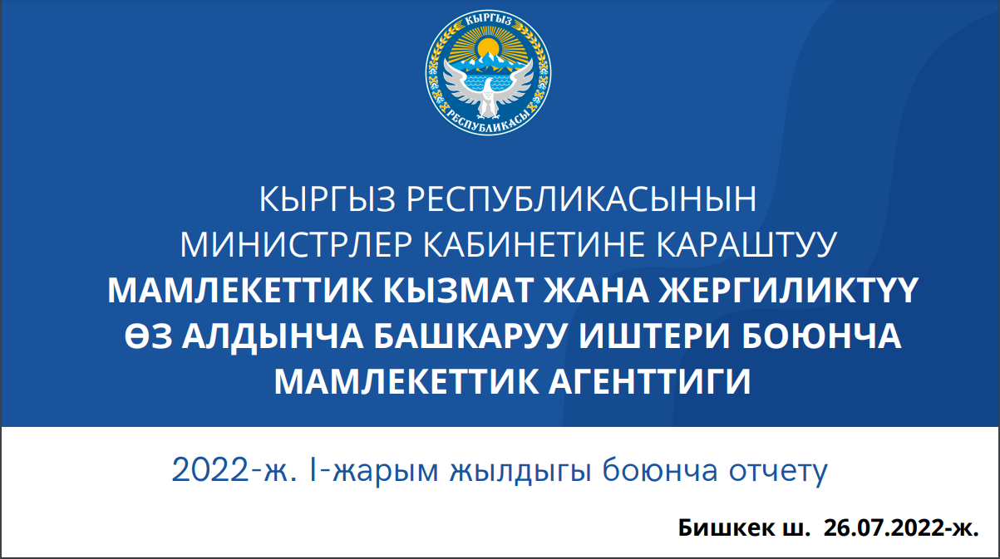 КЫРГЫЗ
РЕСПУБЛИКАСЫ
КЫРГЫЗ РЕСПУБЛИКАСЫНЫН
МИНИСТРЛЕР КАБИНЕТИНЕ КАРАШТУУ
МАМЛЕКЕТТИК КЫЗМАТ ЖАНА ЖЕРГИЛИКТҮҮ
ӨЗ АЛДЫНЧА БАШКАРУУ ИШТЕРИ БОЮНЧА
МАМЛЕКЕТТИК АГЕНТТИГИ
2022-ж. I-жарым жылдыгы боюнча отчету
Бишкек ш. 26.07.2022-ж.